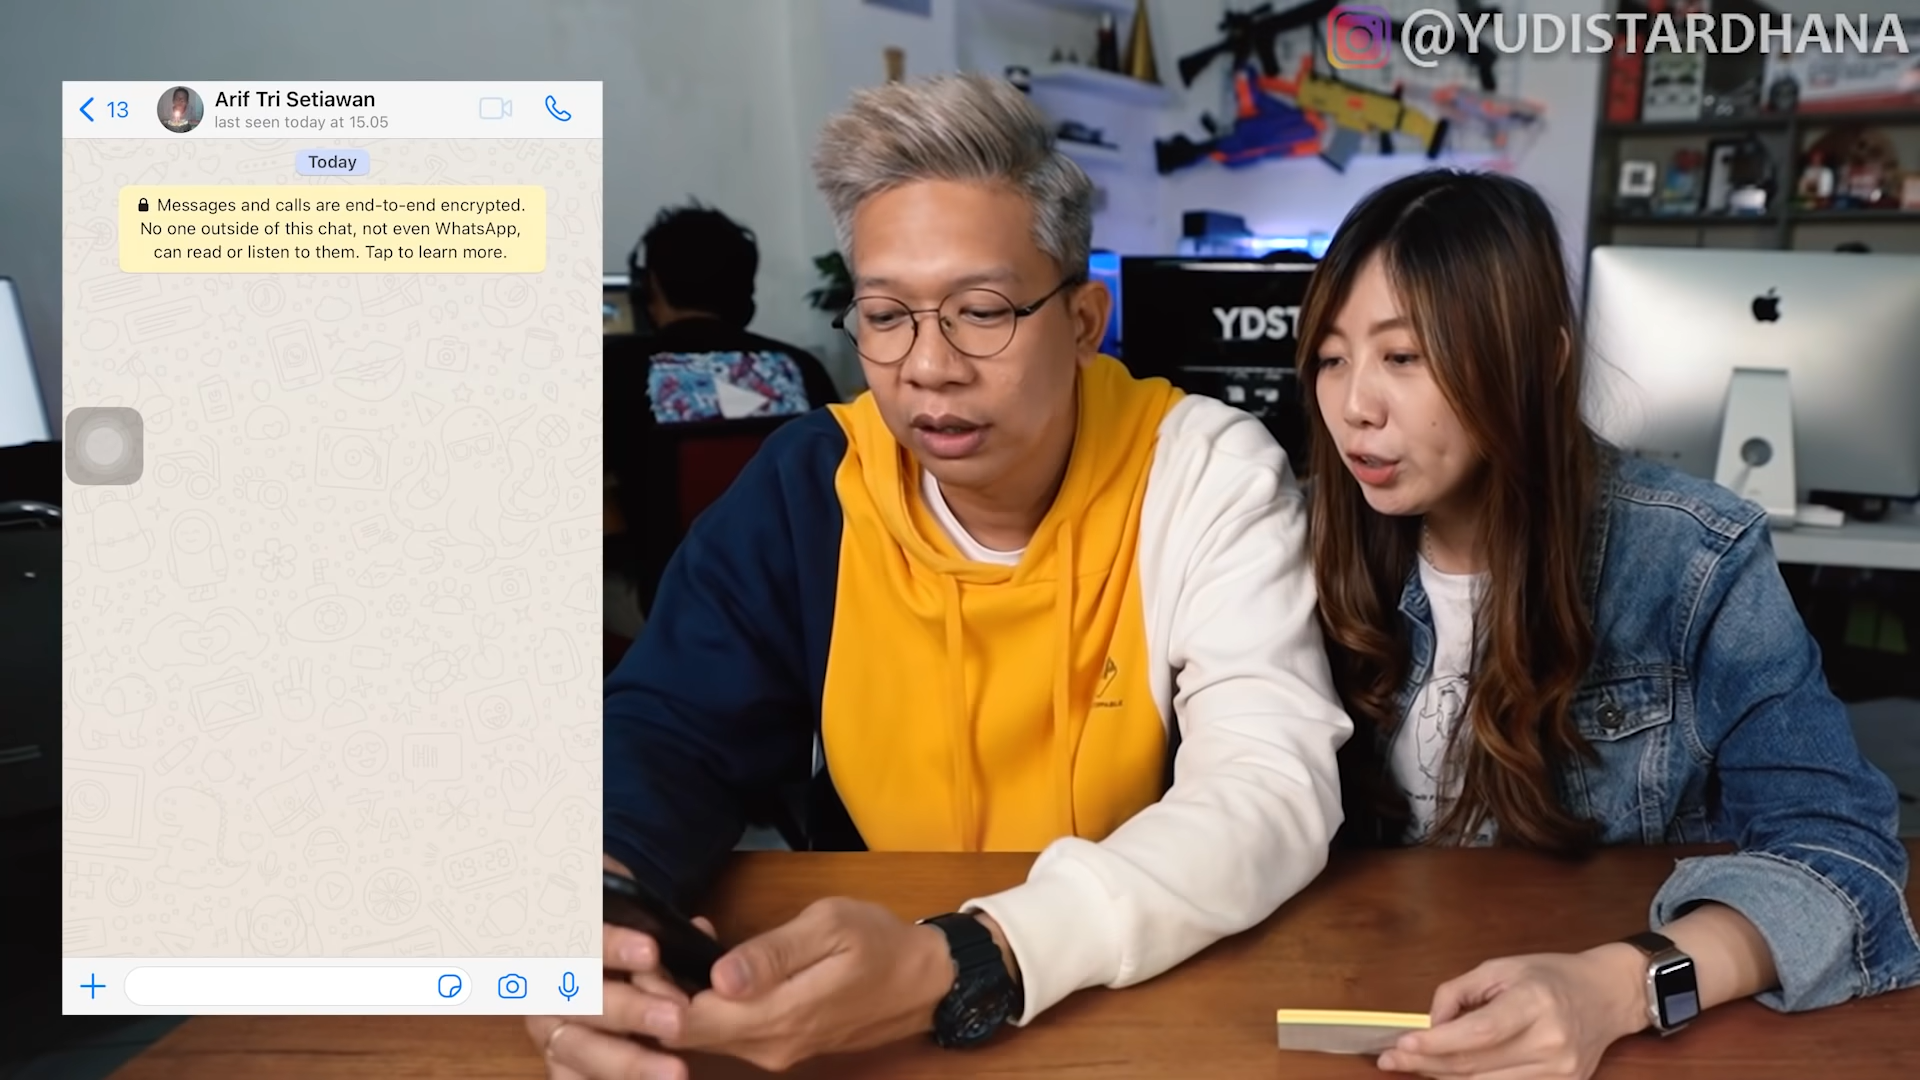 @YUDISTARDHANA
13
Arif Tri Setiawan
last seen today at 15.05
Today
Messages and calls are end-to-end encrypted.
No one outside of this chat, not even WhatsApp,
can read or listen to them. Tap to learn more.
YDST